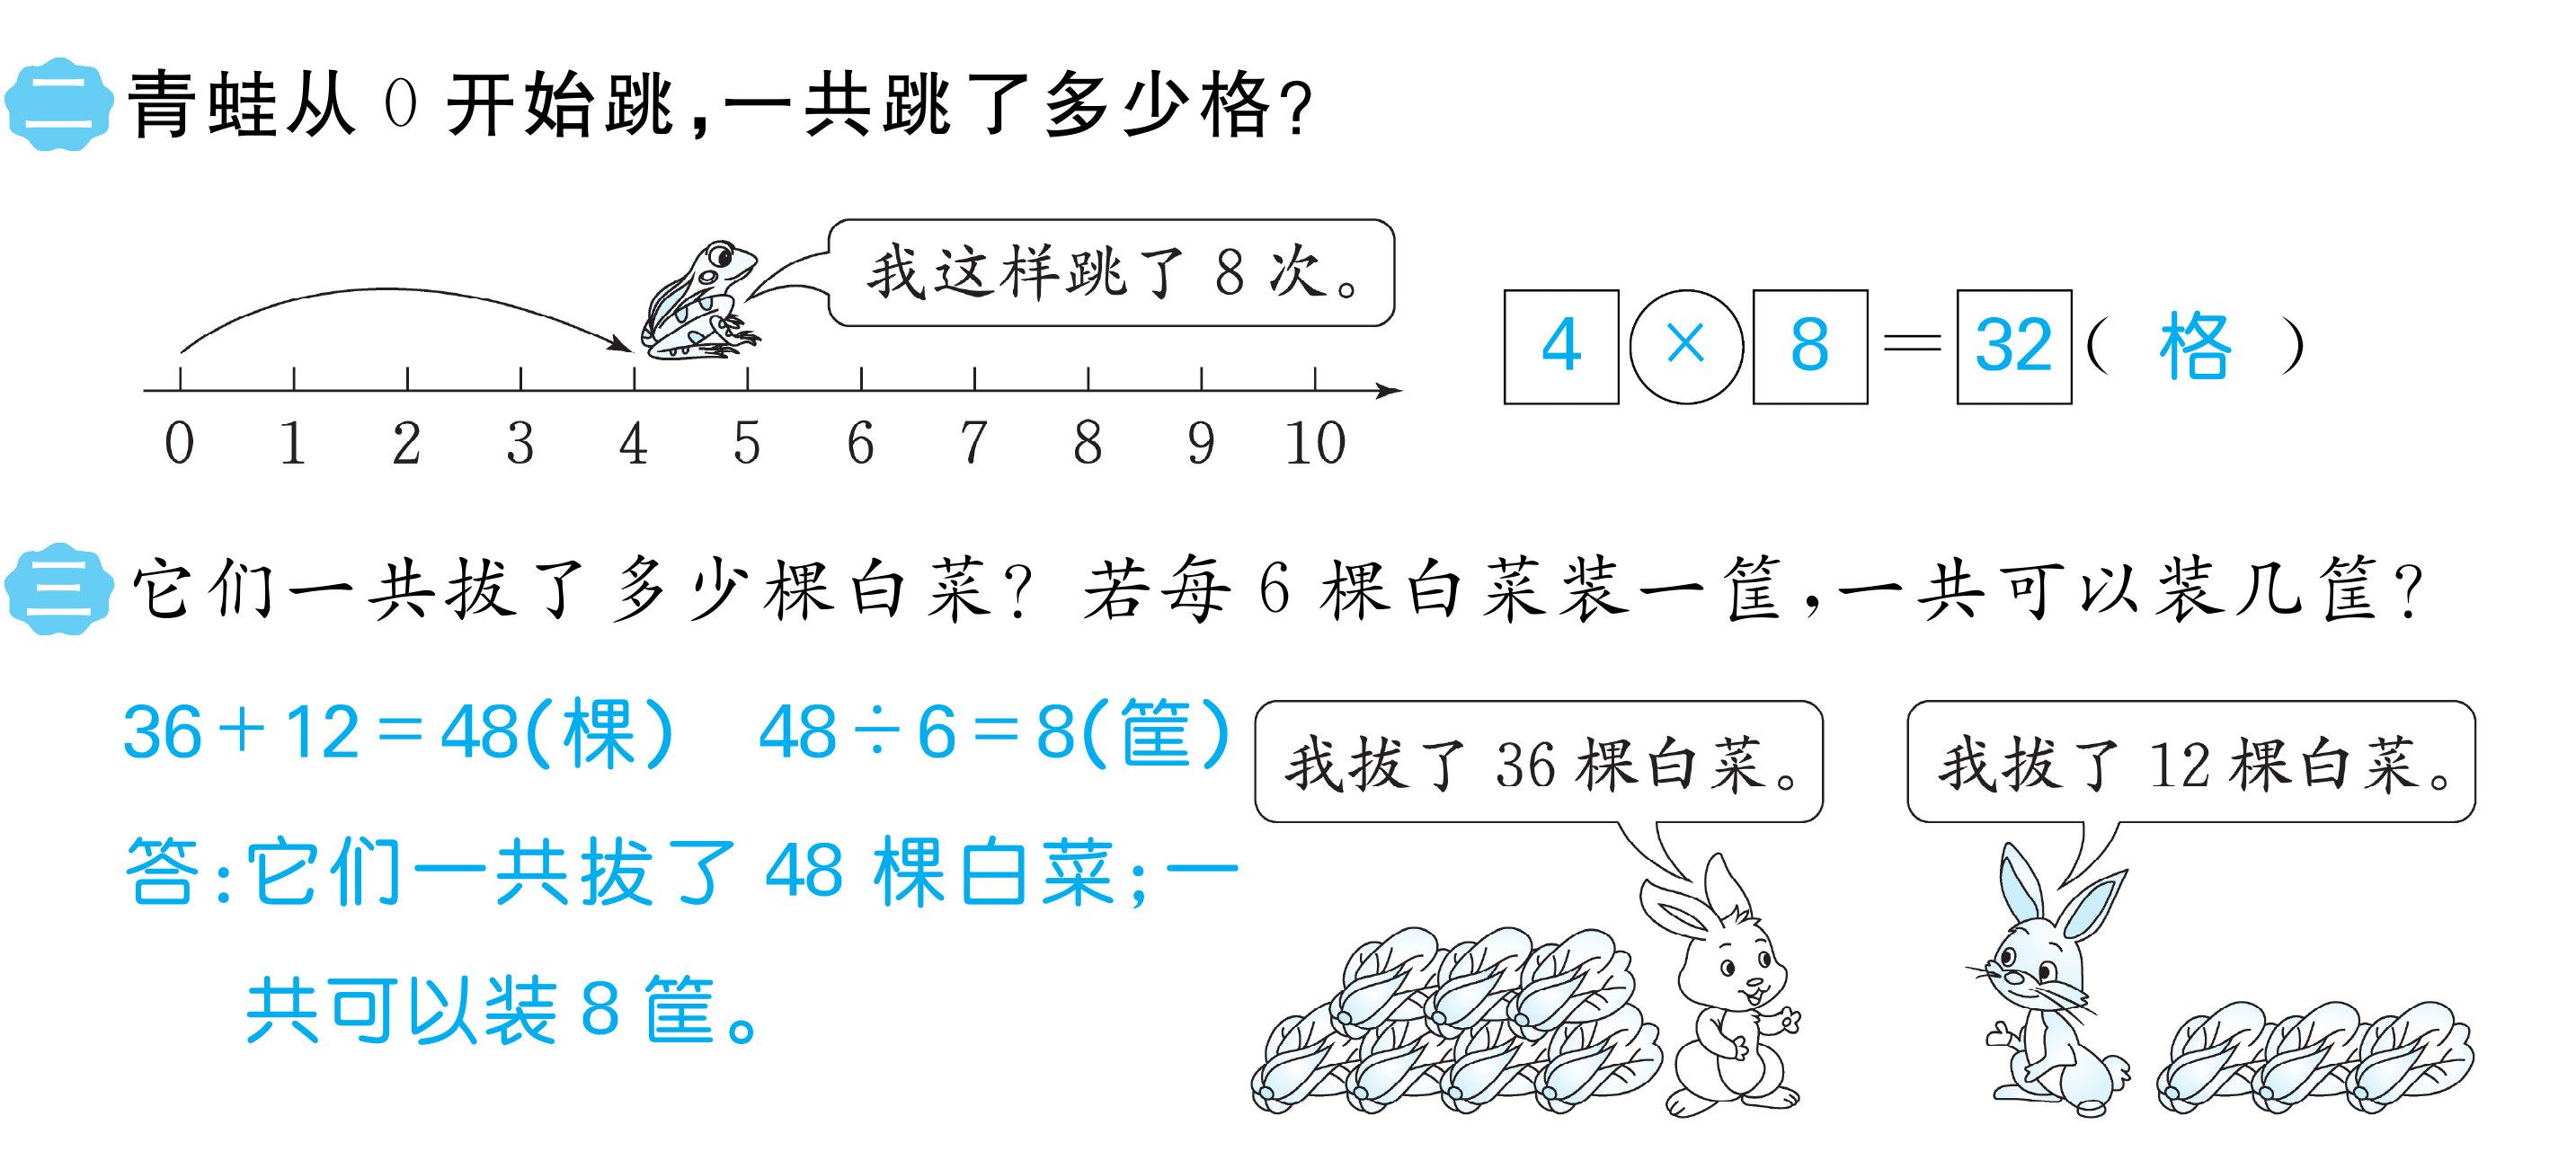 二 青蛙从 0 开始跳,一共跳了多少格?
我这样跳了 8 次。
4 × 8 = 32 ( 格 )
0 1 2 3 4 5 6 7 8 9 10
三 它们一共拔了多少棵白菜? 若每 6 棵白菜装一筐,一共可以装几筐?
36+12=48(棵) 48÷6=8(筐)
我拔了 36 棵白菜。
我拔了 12 棵白菜。
答:它们一共拔了 48 棵白菜;一
共可以装 8 筐。